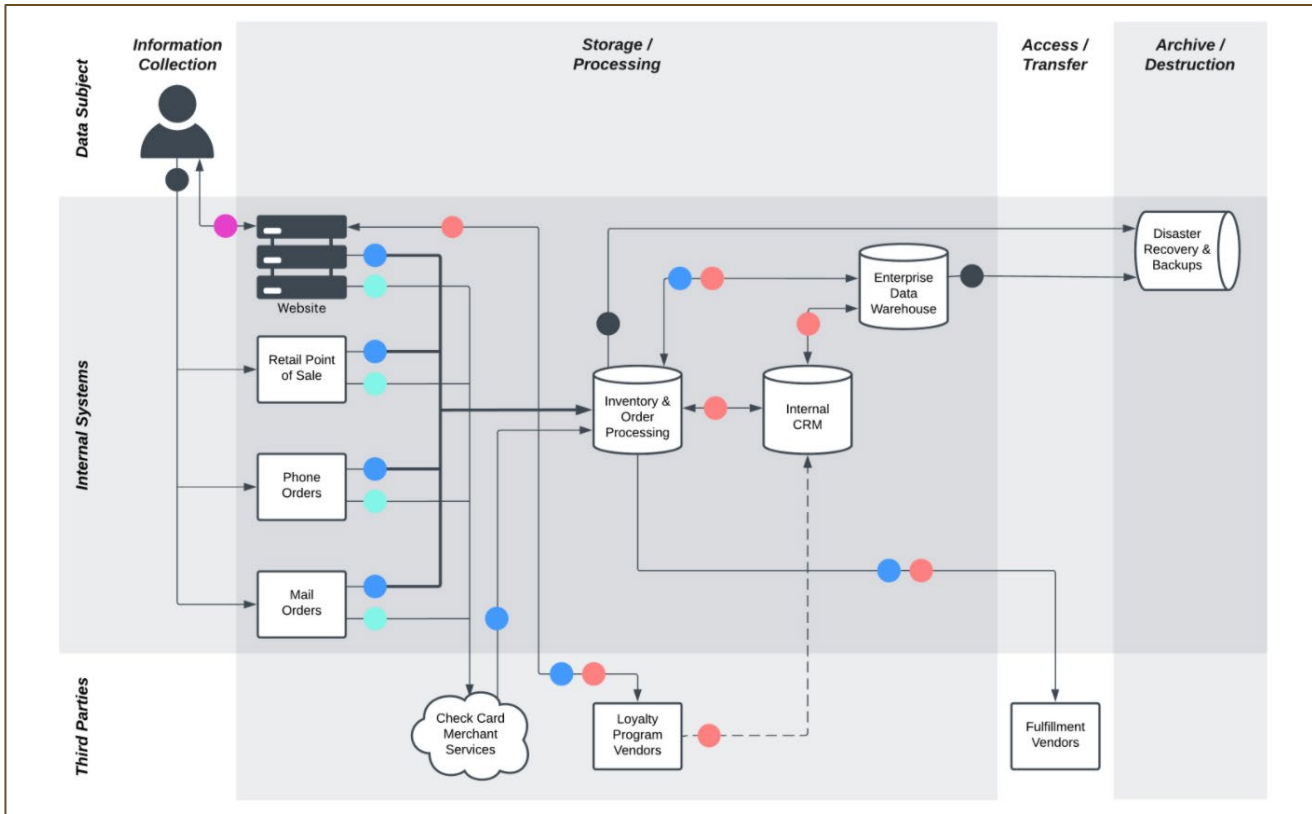 Information
Collection
Storage /
Processing
Access /
Transfer
Archive /
Destruction
Data Subject
Internal Systems
Third Parties
Website
Retail Point
of Sale
Phone
Orders
Mail
Orders
Inventory &
Order
Processing
Internal
CRM
Enterprise
Data
Warehouse
Disaster
Recovery &
Backups
Check Card
Merchant
Services
Loyalty
Program
Vendors
Fulfillment
Vendors